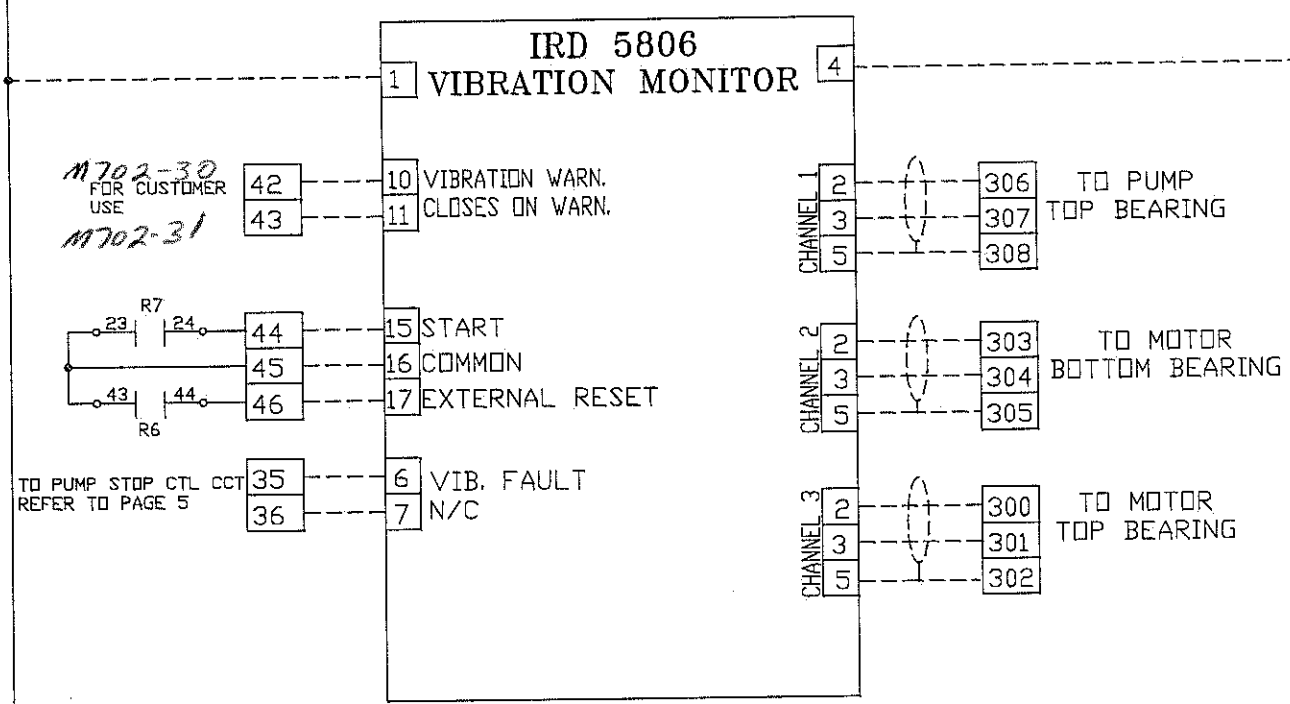 IRD 5806
VIBRATION MONITOR
1
4
M702-30
FOR CUSTOMER
USE
M702-31
42
43
10 VIBRATION WARN.
11 CLOSES ON WARN.
R7
23 24
44
45
46
43 44
R6
15 START
16 COMMON
17 EXTERNAL RESET
TO PUMP STOP CTL CCT
REFER TO PAGE 5
35
36
6 VIB. FAULT
7 N/C
CHANNEL 1
2
3
5
306
307
308
TO PUMP
TOP BEARING
CHANNEL 2
2
3
5
303
304
305
TO MOTOR
BOTTOM BEARING
CHANNEL 3
2
3
5
300
301
302
TO MOTOR
TOP BEARING